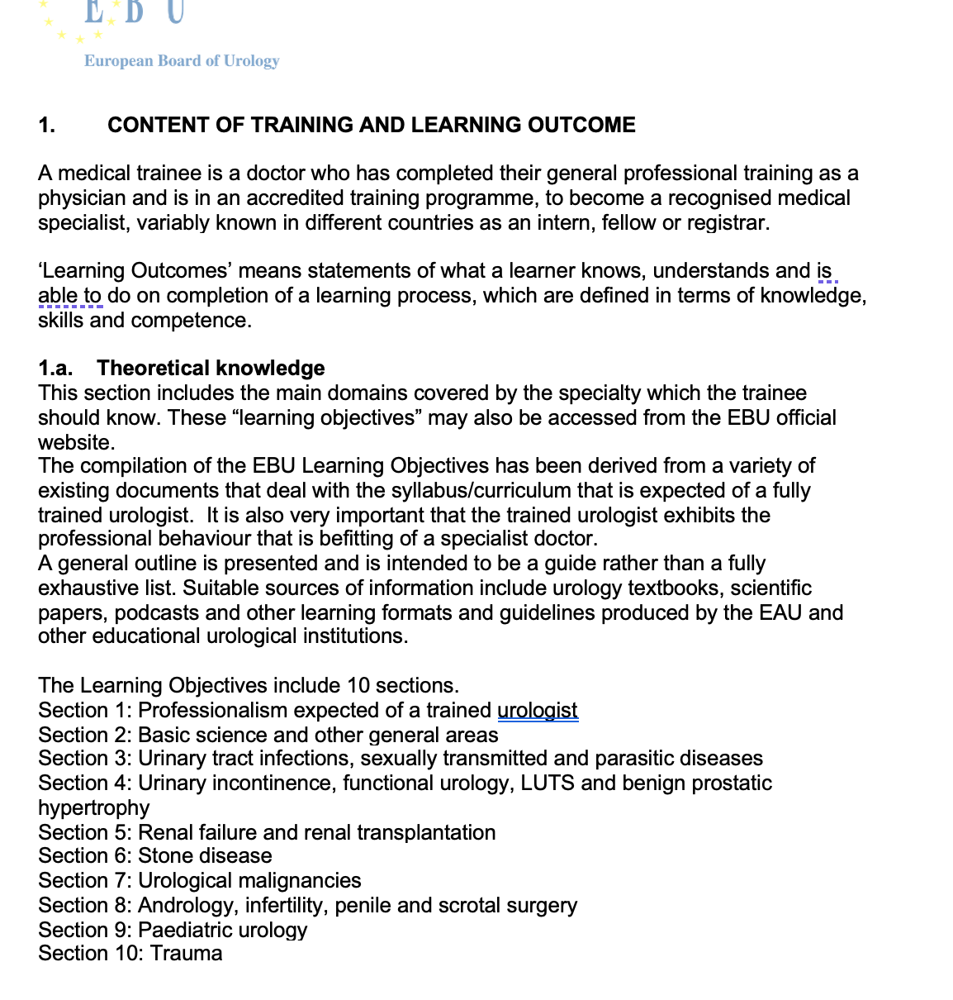 E B U
European Board of Urology
1. CONTENT OF TRAINING AND LEARNING OUTCOME
A medical trainee is a doctor who has completed their general professional training as a
physician and is in an accredited training programme, to become a recognised medical
specialist, variably known in different countries as an intern, fellow or registrar.
‘Learning Outcomes’ means statements of what a learner knows, understands and is
able to do on completion of a learning process, which are defined in terms of knowledge,
skills and competence.
1.a. Theoretical knowledge
This section includes the main domains covered by the specialty which the trainee
should know. These “learning objectives” may also be accessed from the EBU official
website.
The compilation of the EBU Learning Objectives has been derived from a variety of
existing documents that deal with the syllabus/curriculum that is expected of a fully
trained urologist.  It is also very important that the trained urologist exhibits the
professional behaviour that is befitting of a specialist doctor.
A general outline is presented and is intended to be a guide rather than a fully
exhaustive list. Suitable sources of information include urology textbooks, scientific
papers, podcasts and other learning formats and guidelines produced by the EAU and
other educational urological institutions.
The Learning Objectives include 10 sections.
Section 1: Professionalism expected of a trained urologist
Section 2: Basic science and other general areas
Section 3: Urinary tract infections, sexually transmitted and parasitic diseases
Section 4: Urinary incontinence, functional urology, LUTS and benign prostatic
hypertrophy
Section 5: Renal failure and renal transplantation
Section 6: Stone disease
Section 7: Urological malignancies
Section 8: Andrology, infertility, penile and scrotal surgery
Section 9: Paediatric urology
Section 10: Trauma